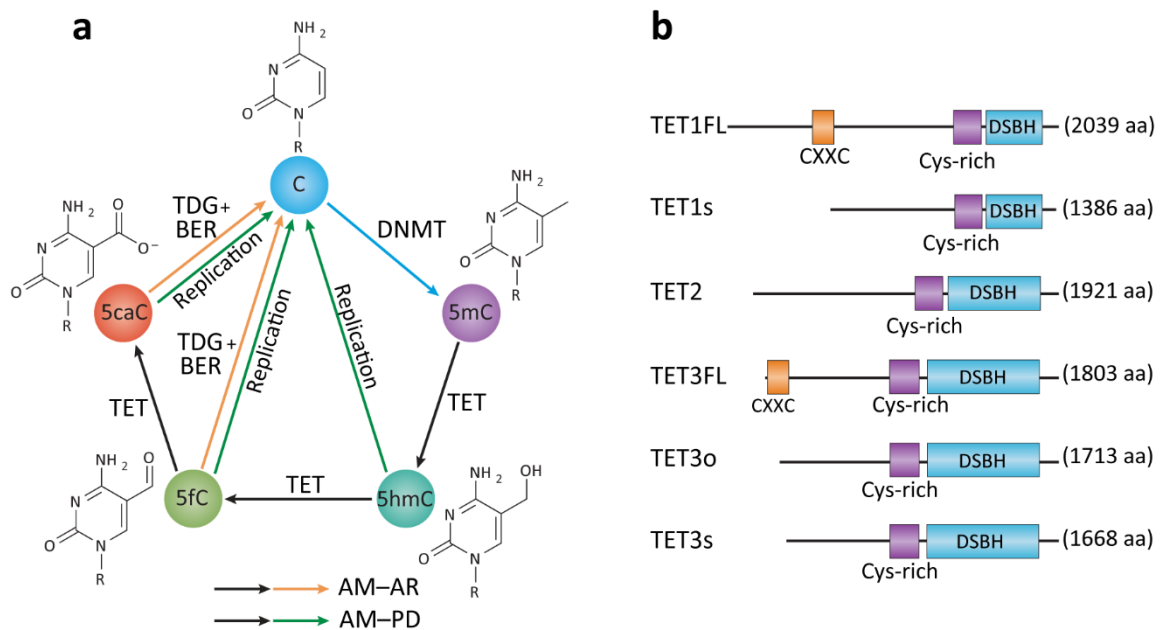 a
NH2
N
O
N
R
C
NH2
O
N
O-
O
N
R
5caC
TDG+
BER
Replication
DNMT
NH2
N
O
N
R
5mC
TDG+
BER
Replication
Replication
TET
TET
NH2
O
N
O
N
R
5fC
TET
5hmC
NH2
OH
N
O
N
R
AM–AR
AM–PD
b
TET1FL
CXXC
Cys-rich
DSBH
(2039 aa)
TET1s
Cys-rich
DSBH
(1386 aa)
TET2
Cys-rich
DSBH
(1921 aa)
TET3FL
CXXC
Cys-rich
DSBH
(1803 aa)
TET3o
Cys-rich
DSBH
(1713 aa)
TET3s
Cys-rich
DSBH
(1668 aa)